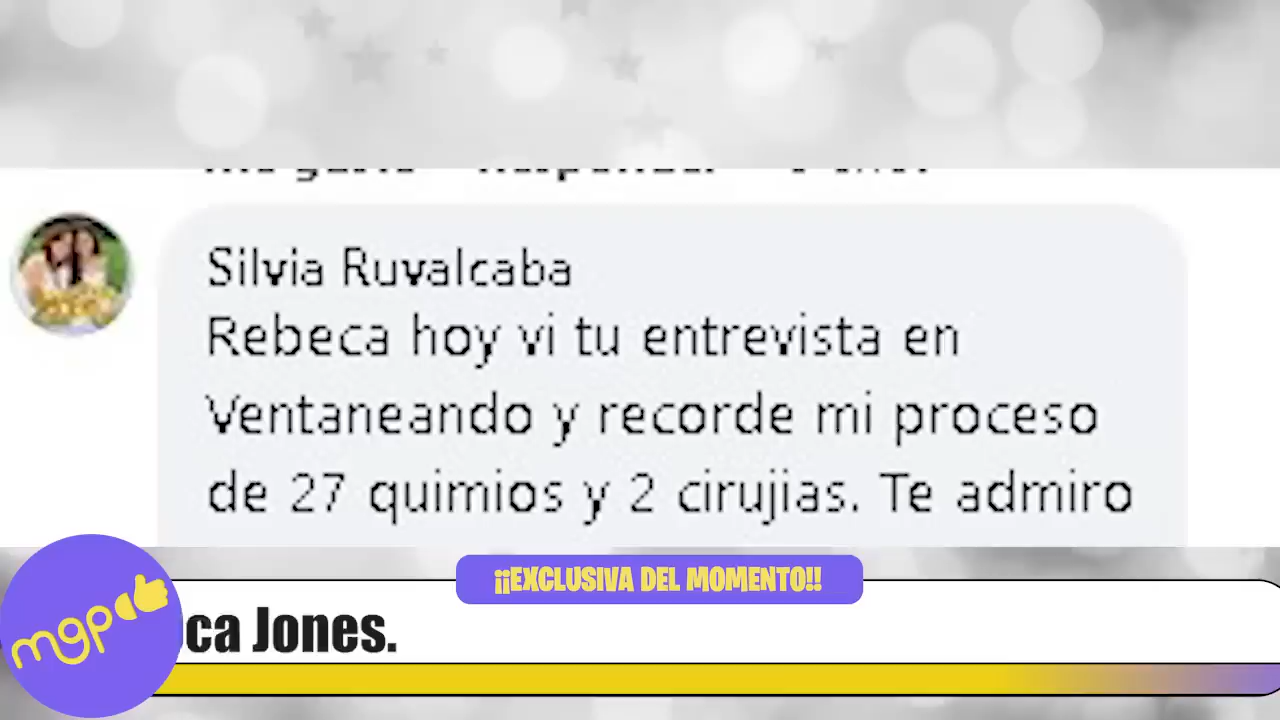 Silvia Ruvalcaba
Rebeca hoy vi tu entrevista en
Ventaneando y recorde mi proceso
de 27 quimios y 2 cirujias. Te admiro
¡¡EXCLUSIVA DEL MOMENTO!!
ca Jones.
mgp